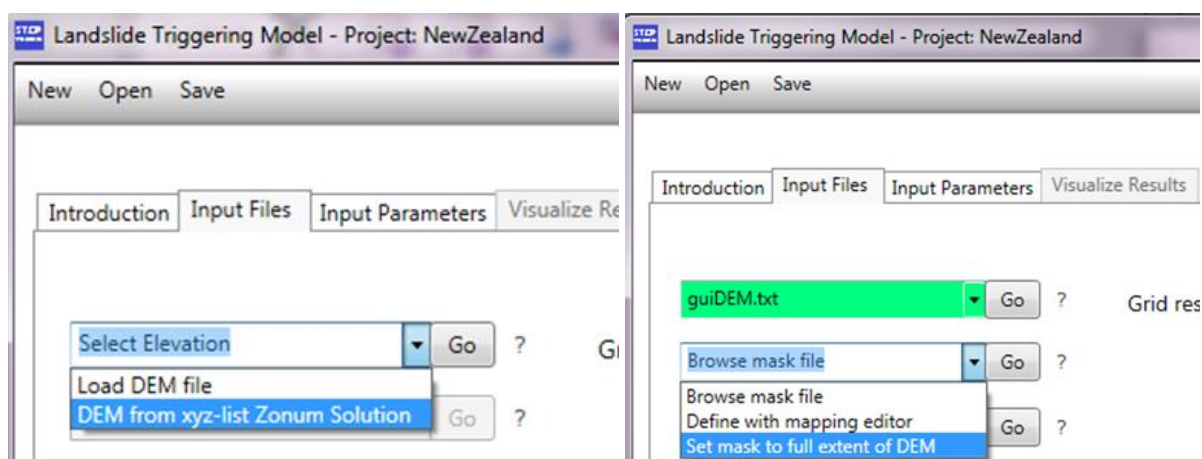 Landslide Triggering Model - Project: NewZealand
New Open Save
Introduction Input Files Input Parameters Visualize Re
Select Elevation Go ? G
Load DEM file
DEM from xyz-list Zonum Solution Go ?
Landslide Triggering Model - Project: NewZealand
New Open Save
Introduction Input Files Input Parameters Visualize Results
guiDEM.txt Go ? Grid res
Browse mask file Go ?
Browse mask file
Define with mapping editor Go ?
Set mask to full extent of DEM